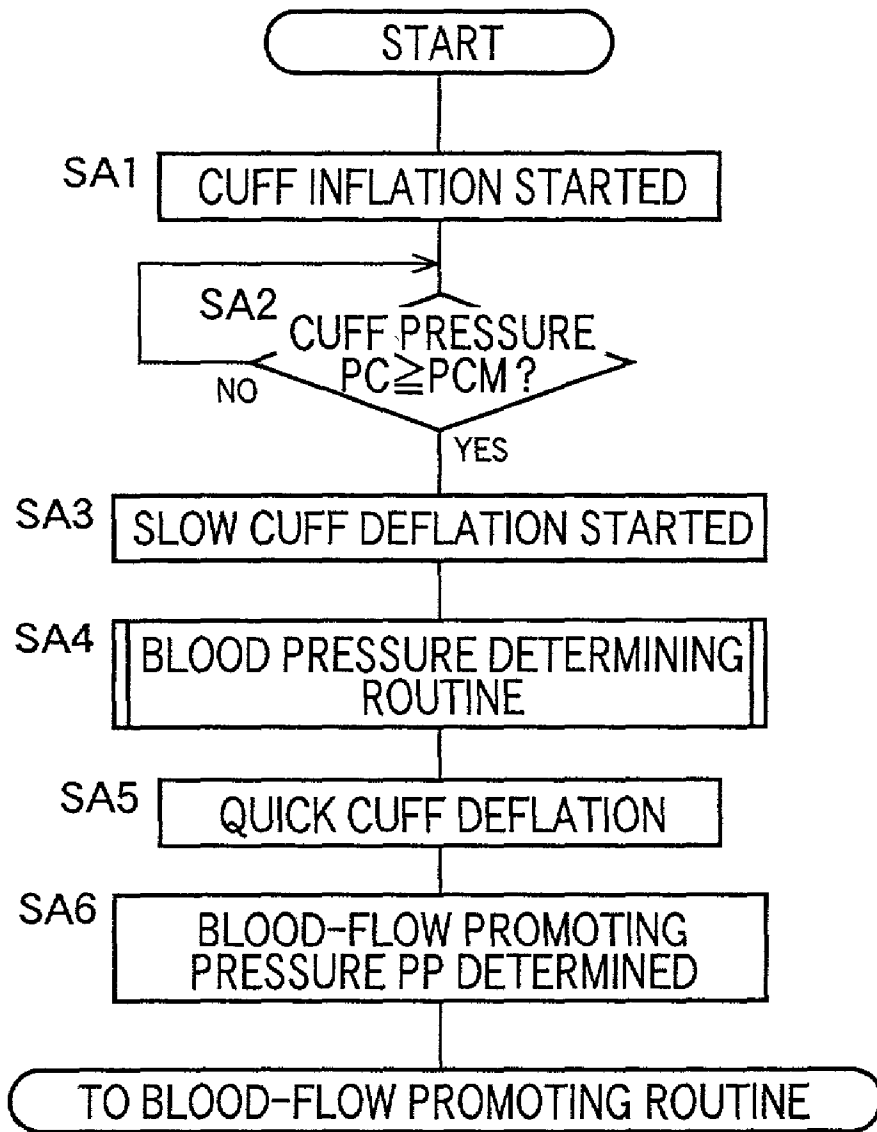 START
SA1
CUFF INFLATION STARTED
SA2
CUFF PRESSURE
PC≧PCM?
NO
YES
SA3
SLOW CUFF DEFLATION STARTED
SA4
BLOOD PRESSURE DETERMINING
ROUTINE
SA5
QUICK CUFF DEFLATION
SA6
BLOOD-FLOW PROMOTING
PRESSURE PP DETERMINED
TO BLOOD-FLOW PROMOTING ROUTINE